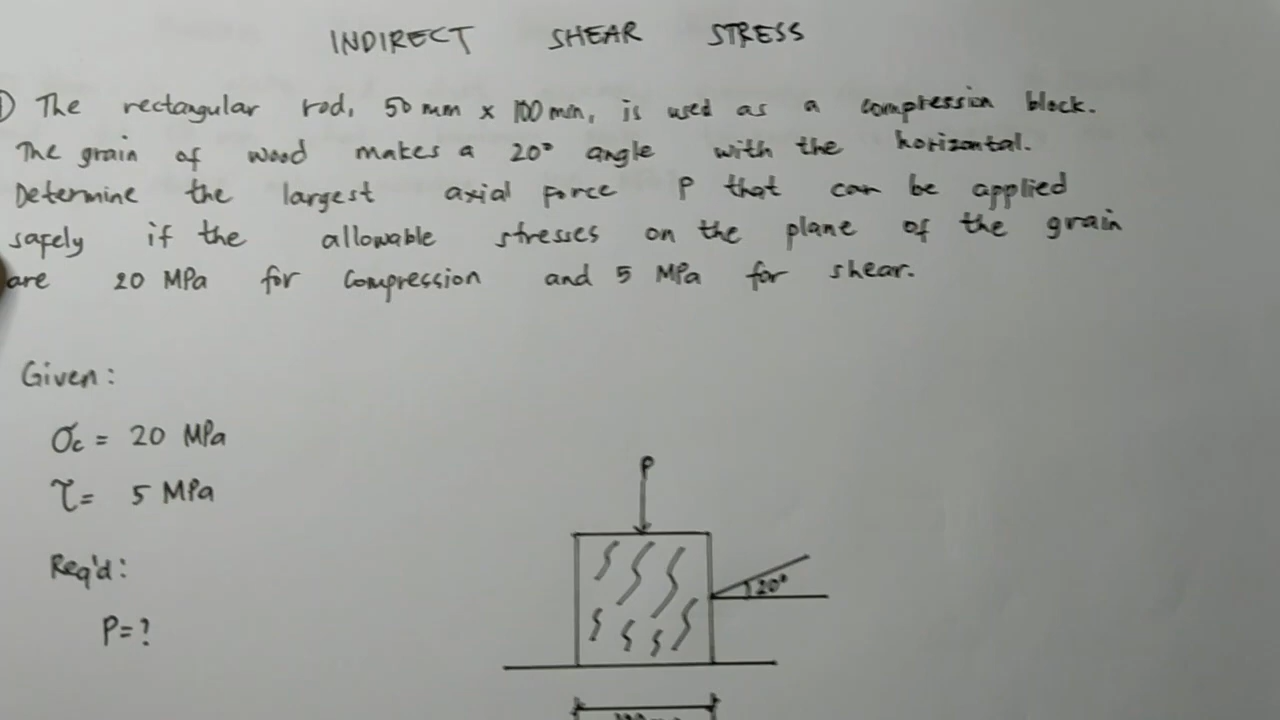 INDIRECT SHEAR STRESS
1) The rectangular rod, 50 mm x 100 mm, is used as a compression block.
The grain of wood makes a 20° angle with the horizontal.
Determine the largest axial force P that can be applied
safely if the allowable stresses on the plane of the grain
are 20 MPa for compression and 5 MPa for shear.
Given:
σc = 20 MPa
τ = 5 MPa
P
Req'd:
20°
P = ?